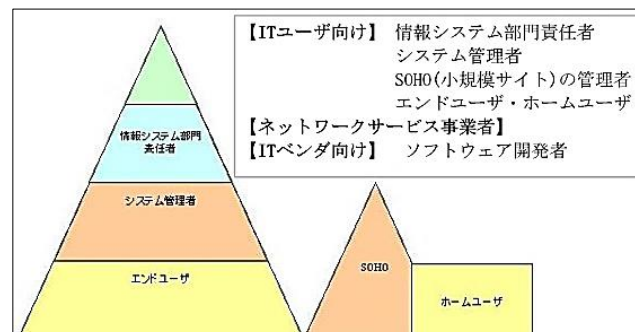 【ITユーザ向け】 情報システム部門責任者
システム管理者
SOHO(小規模サイト)の管理者
エンドユーザ・ホームユーザ
【ネットワークサービス事業者】
【ITベンダ向け】 ソフトウェア開発者
情報システム部門
責任者
システム管理者
エンドユーザ
SOHO
ホームユーザ